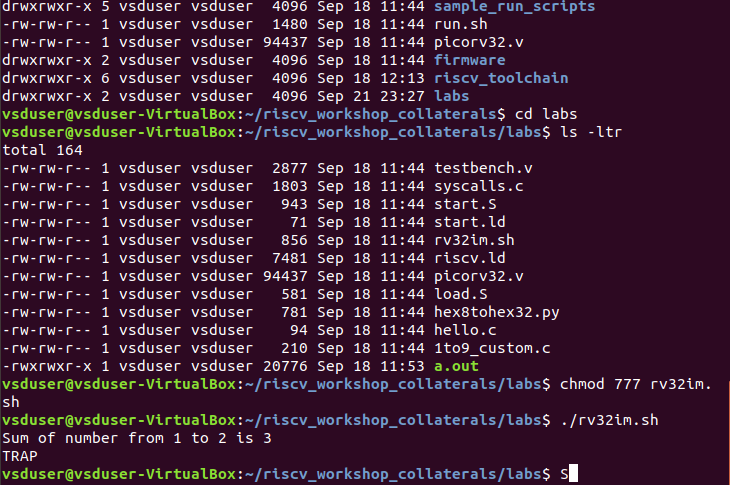 drwxrwxr-x 5 vsduser vsduser  4096 Sep 18 11:44 sample_run_scripts
-rw-rw-r-- 1 vsduser vsduser  1480 Sep 18 11:44 run.sh
-rw-rw-r-- 1 vsduser vsduser 94437 Sep 18 11:44 picorv32.v
drwxrwxr-x 2 vsduser vsduser  4096 Sep 18 11:44 firmware
drwxrwxr-x 6 vsduser vsduser  4096 Sep 18 12:13 riscv_toolchain
drwxrwxr-x 2 vsduser vsduser  4096 Sep 21 23:27 labs
vsduser@vsduser-VirtualBox:~/riscv_workshop_collaterals$ cd labs
vsduser@vsduser-VirtualBox:~/riscv_workshop_collaterals/labs$ ls -ltr
total 164
-rw-rw-r-- 1 vsduser vsduser  2877 Sep 18 11:44 testbench.v
-rw-rw-r-- 1 vsduser vsduser  1803 Sep 18 11:44 syscalls.c
-rw-rw-r-- 1 vsduser vsduser   943 Sep 18 11:44 start.S
-rw-rw-r-- 1 vsduser vsduser    71 Sep 18 11:44 start.ld
-rw-rw-r-- 1 vsduser vsduser   856 Sep 18 11:44 rv32im.sh
-rw-rw-r-- 1 vsduser vsduser  7481 Sep 18 11:44 riscv.ld
-rw-rw-r-- 1 vsduser vsduser 94437 Sep 18 11:44 picorv32.v
-rw-rw-r-- 1 vsduser vsduser   581 Sep 18 11:44 load.S
-rw-rw-r-- 1 vsduser vsduser   781 Sep 18 11:44 hex8tohex32.py
-rw-rw-r-- 1 vsduser vsduser    94 Sep 18 11:44 hello.c
-rw-rw-r-- 1 vsduser vsduser   210 Sep 18 11:44 1to9_custom.c
-rwxrwxr-x 1 vsduser vsduser 20776 Sep 18 11:53 a.out
vsduser@vsduser-VirtualBox:~/riscv_workshop_collaterals/labs$ chmod 777 rv32im.
sh
vsduser@vsduser-VirtualBox:~/riscv_workshop_collaterals/labs$ ./rv32im.sh
Sum of number from 1 to 2 is 3
TRAP
vsduser@vsduser-VirtualBox:~/riscv_workshop_collaterals/labs$ S